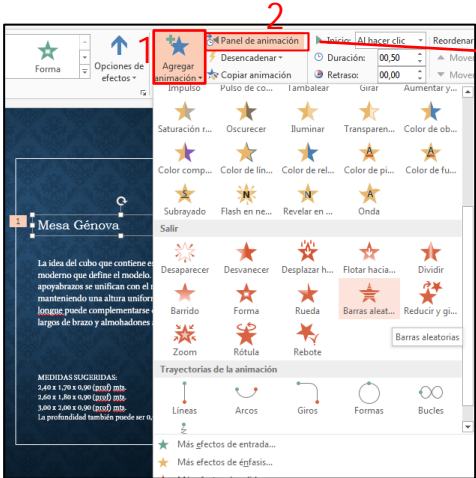 2
1
Forma
Opciones de
efectos
Agregar
animación
Panel de animación
Desencadenar
Copiar animación
Inicio: Al hacer clic
Duración: 00,50
Retraso: 00,00
Reordenar
Mover
Mover
Impulso Pulso de co... Tambalear Girar Aumentar y...
Saturación r... Oscurecer Iluminar Transparen... Color de ob...
Color comp... Color de lín... Color de rel... Color de pi... Color de fu...
Subrayado Flash en ne... Revelar en ... Onda
Salir
Desaparecer Desvanecer Desplazar h... Flotar hacia... Dividir
Barrido Forma Rueda Barras aleat... Reducir y gi...
Zoom Rótula Rebote
Barras aleatorias
Trayectorias de la animación
Líneas Arcos Giros Formas Bucles
Más efectos de entrada...
Más efectos de énfasis...
1
Mesa Génova
La idea del cubo que contiene e
moderno que define el modelo.
apoyabrazos se unifican con el r
manteniendo una altura uniform
longue puede complementarse
largos de brazo y almohadones
MEDIDAS SUGERIDAS:
2,40 x 1,70 x 0,90 (prof) mts.
2,60 x 1,80 x 0,90 (prof) mts.
3,00 x 2,00 x 0,90 (prof) mts.
La profundidad también puede ser 0,